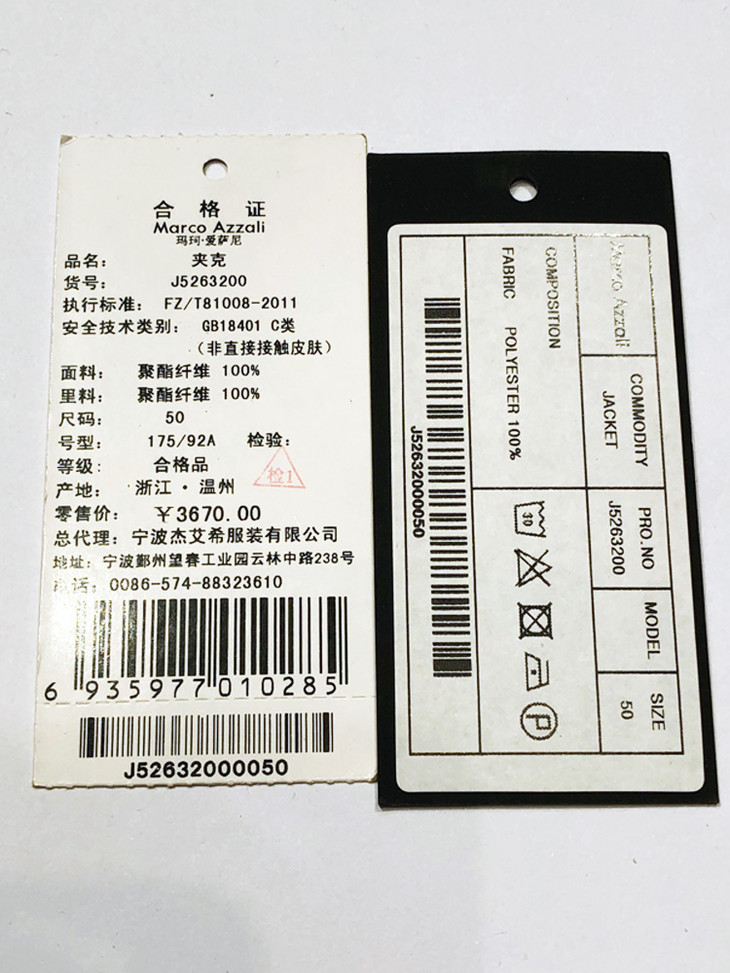 合格证
Marco Azzali
玛珂·爱萨尼
品名: 夹克
货号: J5263200
执行标准: FZ/T81008-2011
安全技术类别: GB18401 C类
(非直接接触皮肤)
面料: 聚酯纤维 100%
里料: 聚酯纤维 100%
尺码: 50
号型: 175/92A 检验:
检1
等级: 合格品
产地: 浙江·温州
零售价: ¥3670.00
总代理: 宁波杰艾希服装有限公司
地址: 宁波鄞州望春工业园云林中路238号
电话: 0086-574-88323610
6 935977 010285
J52632000050
Marco Azzali
COMMODITY
JACKET
PRO.NO
J5263200
MODEL
SIZE
50
COMPOSITION
FABRIC POLYESTER 100%
30
P
J52632000050